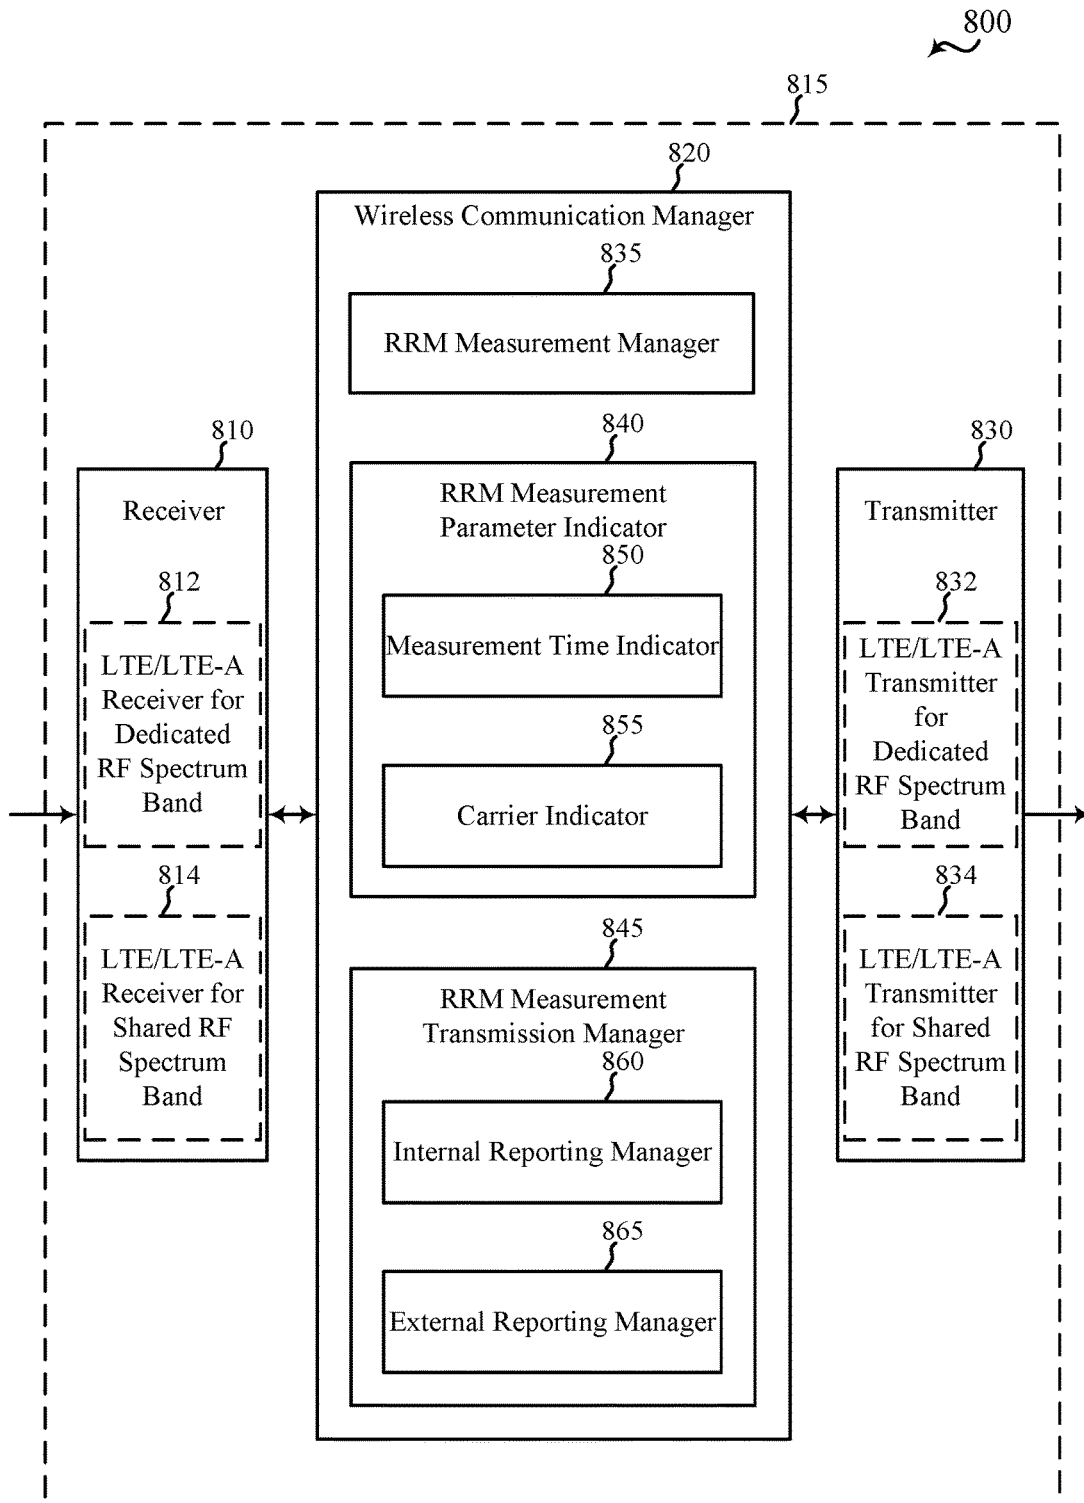 800
815
820
Wireless Communication Manager
835
RRM Measurement Manager
840
RRM Measurement
Parameter Indicator
850
Measurement Time Indicator
855
Carrier Indicator
845
RRM Measurement
Transmission Manager
860
Internal Reporting Manager
865
External Reporting Manager
810
Receiver
812
LTE/LTE-A
Receiver for
Dedicated
RF Spectrum
Band
814
LTE/LTE-A
Receiver for
Shared RF
Spectrum
Band
830
Transmitter
832
LTE/LTE-A
Transmitter
for
Dedicated
RF Spectrum
Band
834
LTE/LTE-A
Transmitter
for Shared
RF Spectrum
Band